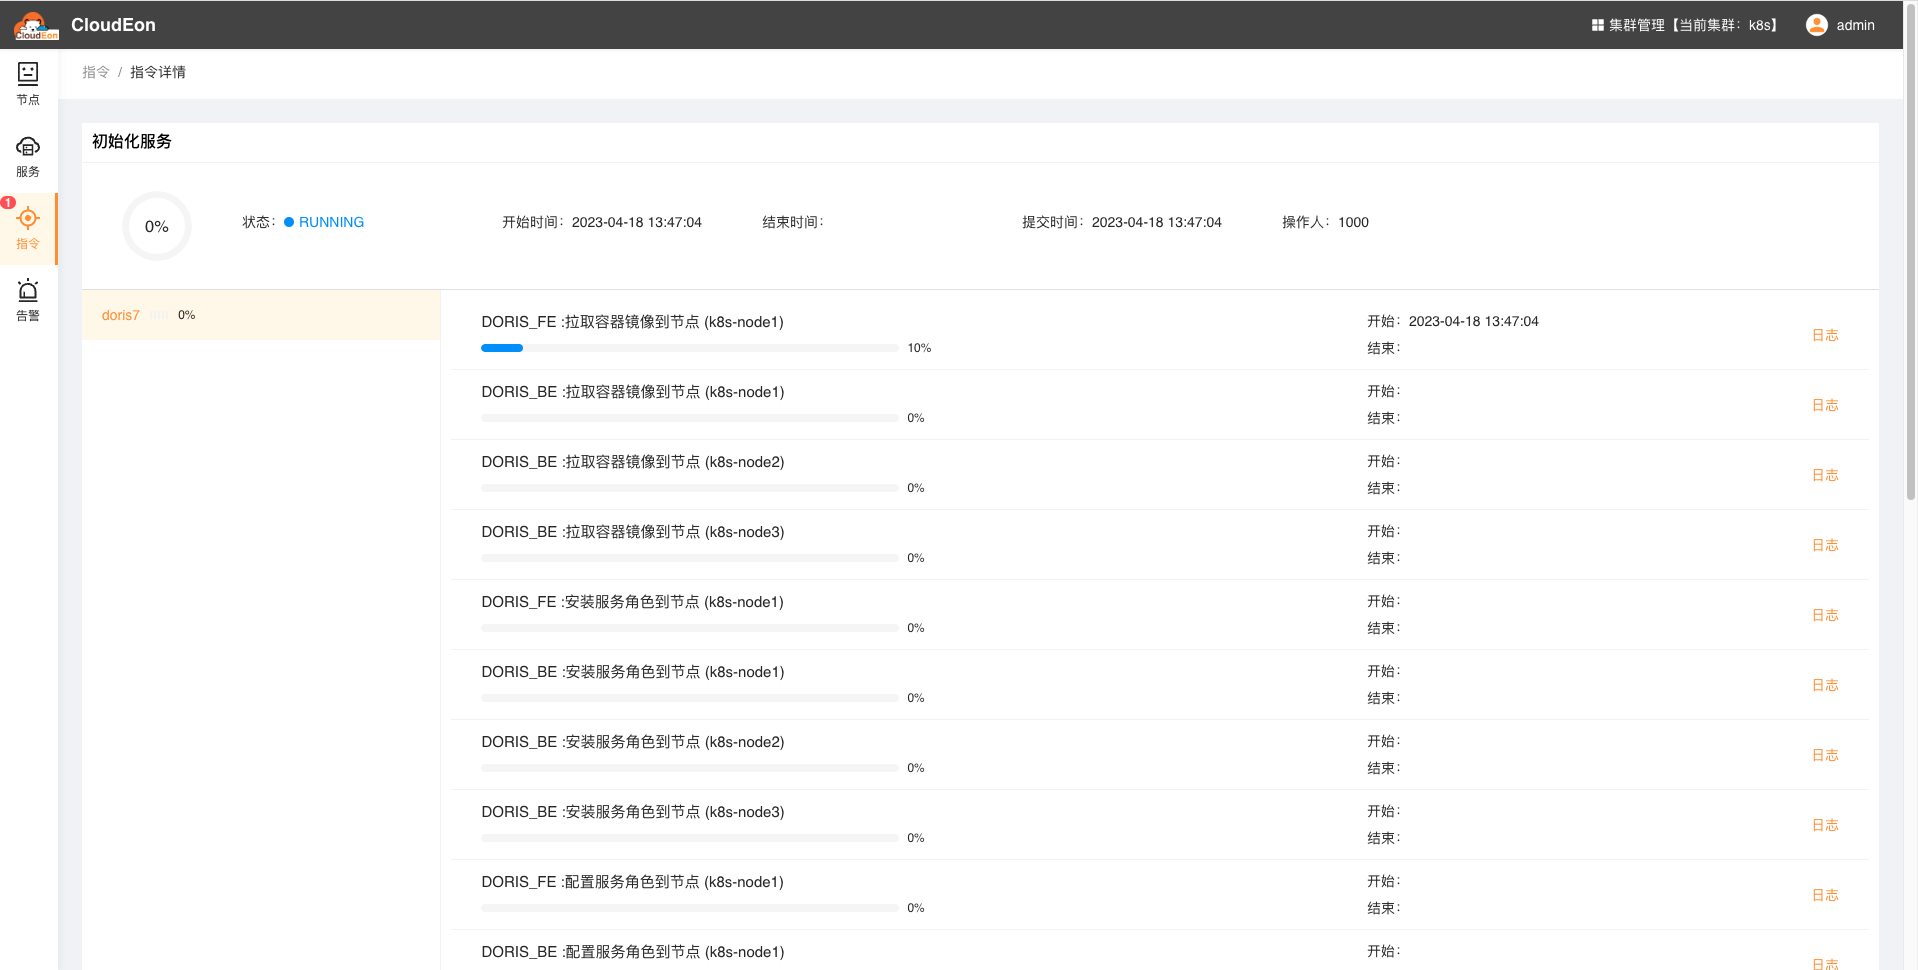 CloudEon
CloudEon
集群管理【当前集群：k8s】
admin
节点
服务
1
指令
告警
指令 / 指令详情
初始化服务
0%
状态： RUNNING
开始时间：2023-04-18 13:47:04
结束时间：
提交时间：2023-04-18 13:47:04
操作人：1000
doris7 0%
DORIS_FE :拉取容器镜像到节点 (k8s-node1)
10%
开始：2023-04-18 13:47:04
结束：
日志
DORIS_BE :拉取容器镜像到节点 (k8s-node1)
0%
开始：
结束：
日志
DORIS_BE :拉取容器镜像到节点 (k8s-node2)
0%
开始：
结束：
日志
DORIS_BE :拉取容器镜像到节点 (k8s-node3)
0%
开始：
结束：
日志
DORIS_FE :安装服务角色到节点 (k8s-node1)
0%
开始：
结束：
日志
DORIS_BE :安装服务角色到节点 (k8s-node1)
0%
开始：
结束：
日志
DORIS_BE :安装服务角色到节点 (k8s-node2)
0%
开始：
结束：
日志
DORIS_BE :安装服务角色到节点 (k8s-node3)
0%
开始：
结束：
日志
DORIS_FE :配置服务角色到节点 (k8s-node1)
0%
开始：
结束：
日志
DORIS_BE :配置服务角色到节点 (k8s-node1)
开始：
日志